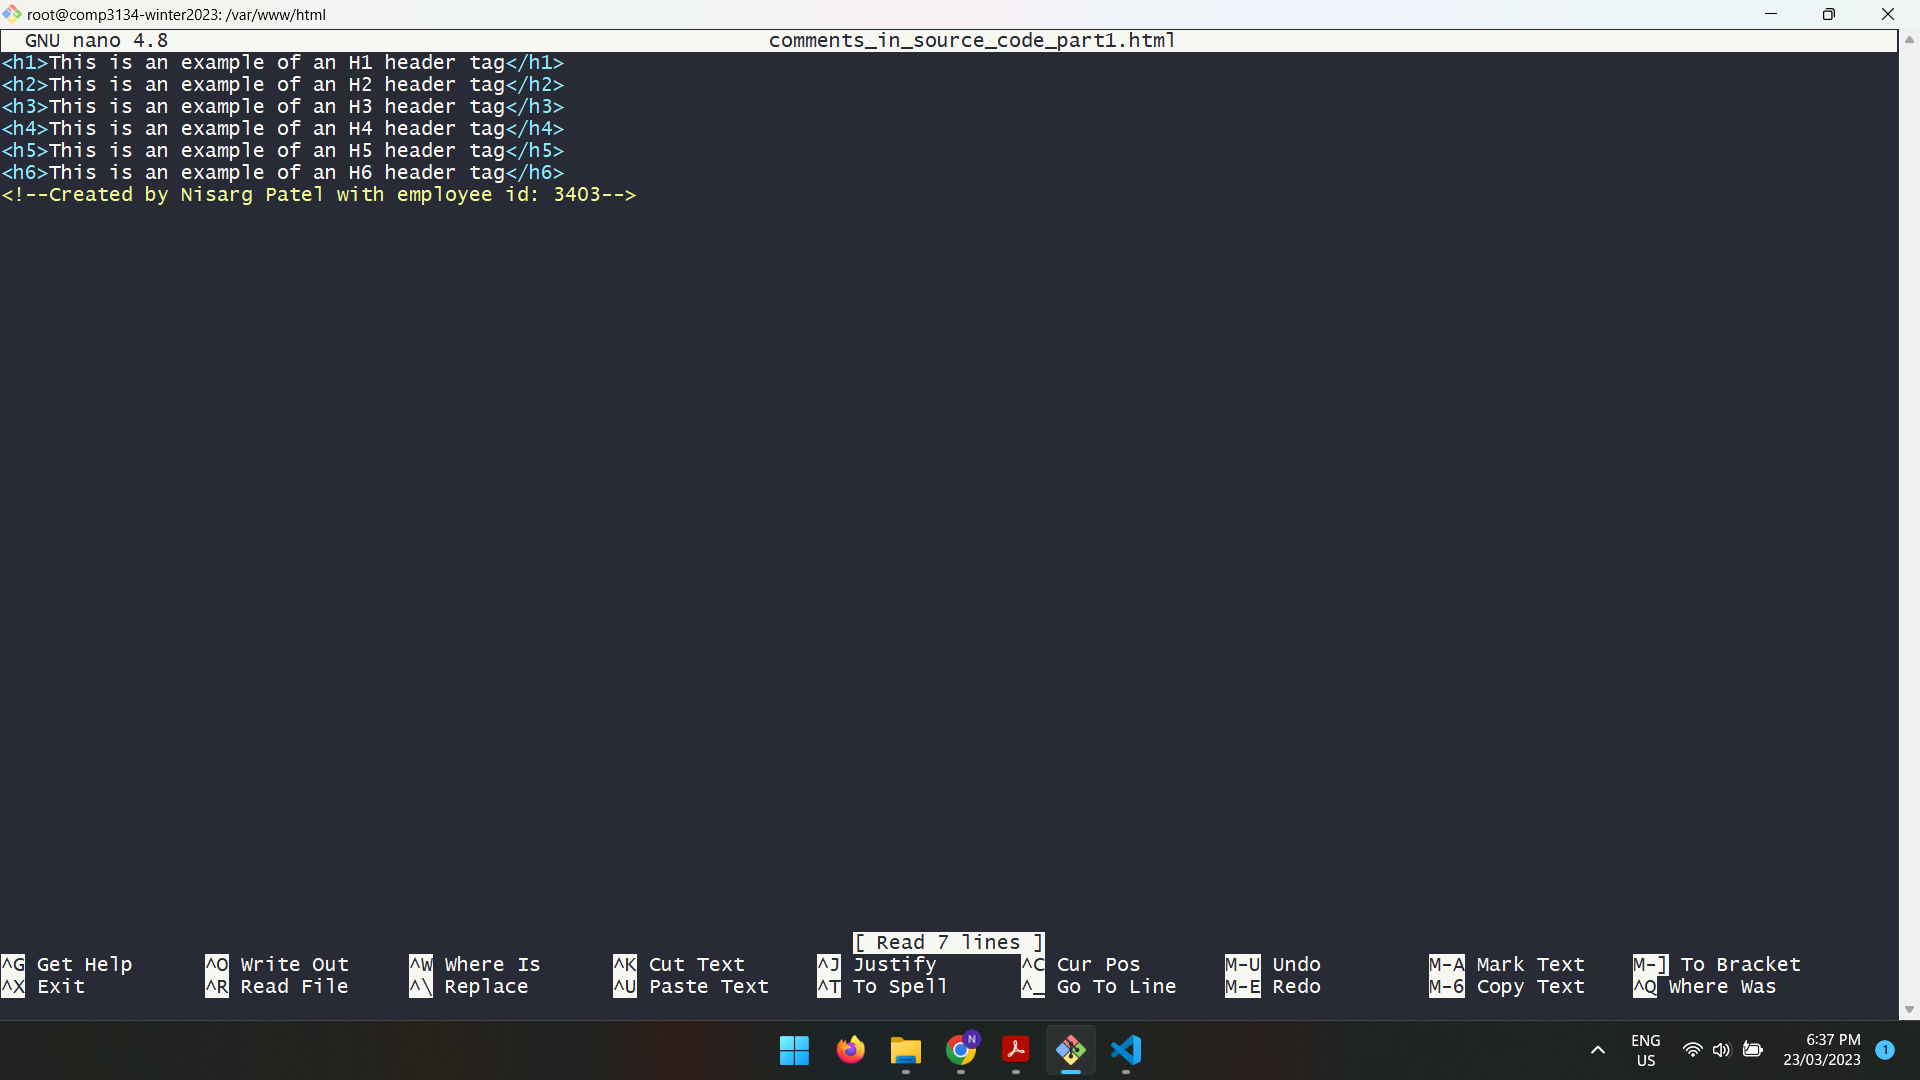 root@comp3134-winter2023: /var/www/html
GNU nano 4.8 comments_in_source_code_part1.html
<h1>This is an example of an H1 header tag</h1>
<h2>This is an example of an H2 header tag</h2>
<h3>This is an example of an H3 header tag</h3>
<h4>This is an example of an H4 header tag</h4>
<h5>This is an example of an H5 header tag</h5>
<h6>This is an example of an H6 header tag</h6>
<!--Created by Nisarg Patel with employee id: 3403-->
[ Read 7 lines ]
^G Get Help ^O Write Out ^W Where Is ^K Cut Text ^J Justify ^C Cur Pos M-U Undo M-A Mark Text M-] To Bracket
^X Exit ^R Read File ^\ Replace ^U Paste Text ^T To Spell ^_ Go To Line M-E Redo M-6 Copy Text ^Q Where Was
N
ENG 6:37 PM
US 23/03/2023 1